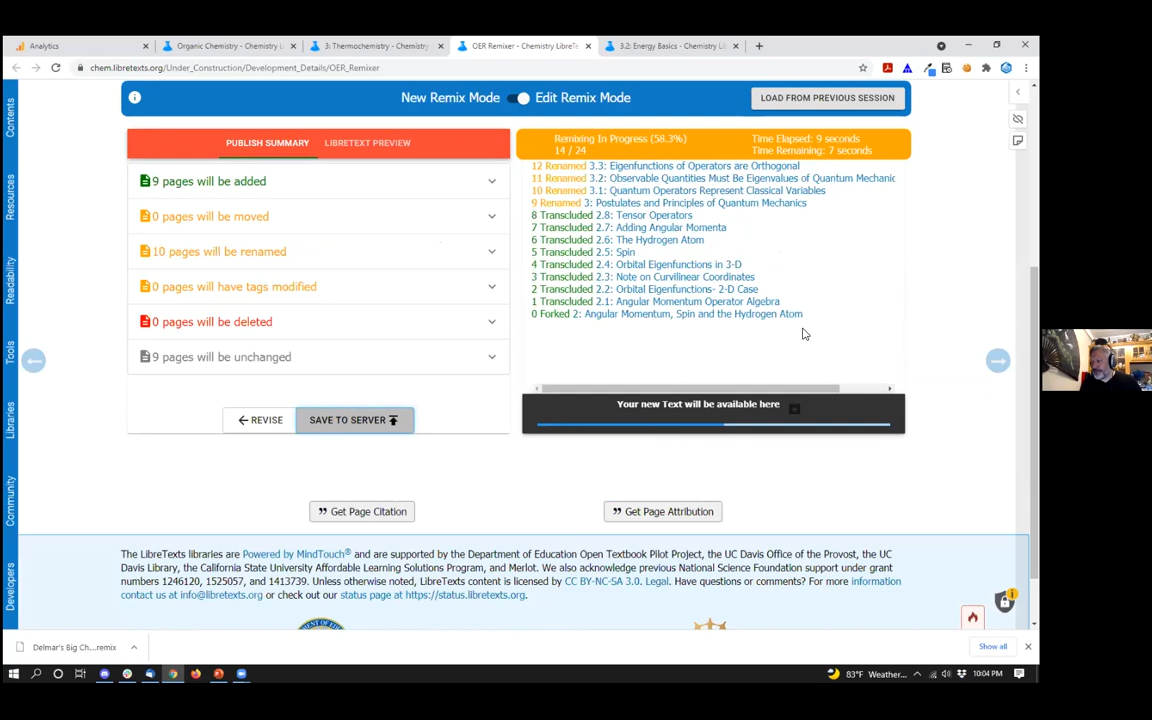 Analytics
Organic Chemistry - Chemistry L
3: Thermochemistry - Chemistry
OER Remixer - Chemistry LibreTe
3.2: Energy Basics - Chemistry Li
chem.libretexts.org/Under_Construction/Development_Details/OER_Remixer
New Remix Mode
Edit Remix Mode
LOAD FROM PREVIOUS SESSION
Contents
Resources
Readability
Tools
Libraries
Community
Developers
PUBLISH SUMMARY
LIBRETEXT PREVIEW
9 pages will be added
0 pages will be moved
10 pages will be renamed
0 pages will have tags modified
0 pages will be deleted
9 pages will be unchanged
REVISE
SAVE TO SERVER
Remixing In Progress (58.3%)
14 / 24
Time Elapsed: 9 seconds
Time Remaining: 7 seconds
12 Renamed 3.3: Eigenfunctions of Operators are Orthogonal
11 Renamed 3.2: Observable Quantities Must Be Eigenvalues of Quantum Mechanic
10 Renamed 3.1: Quantum Operators Represent Classical Variables
9 Renamed 3: Postulates and Principles of Quantum Mechanics
8 Transcluded 2.8: Tensor Operators
7 Transcluded 2.7: Adding Angular Momenta
6 Transcluded 2.6: The Hydrogen Atom
5 Transcluded 2.5: Spin
4 Transcluded 2.4: Orbital Eigenfunctions in 3-D
3 Transcluded 2.3: Note on Curvilinear Coordinates
2 Transcluded 2.2: Orbital Eigenfunctions- 2-D Case
1 Transcluded 2.1: Angular Momentum Operator Algebra
0 Forked 2: Angular Momentum, Spin and the Hydrogen Atom
Your new Text will be available here
Get Page Citation
Get Page Attribution
The LibreTexts libraries are Powered by MindTouch® and are supported by the Department of Education Open Textbook Pilot Project, the UC Davis Office of the Provost, the UC
Davis Library, the California State University Affordable Learning Solutions Program, and Merlot. We also acknowledge previous National Science Foundation support under grant
numbers 1246120, 1525057, and 1413739. Unless otherwise noted, LibreTexts content is licensed by CC BY-NC-SA 3.0. Legal. Have questions or comments? For more information
contact us at info@libretexts.org or check out our status page at https://status.libretexts.org.
Delmar's Big Ch....remix
Show all
83°F Weather...
10:04 PM